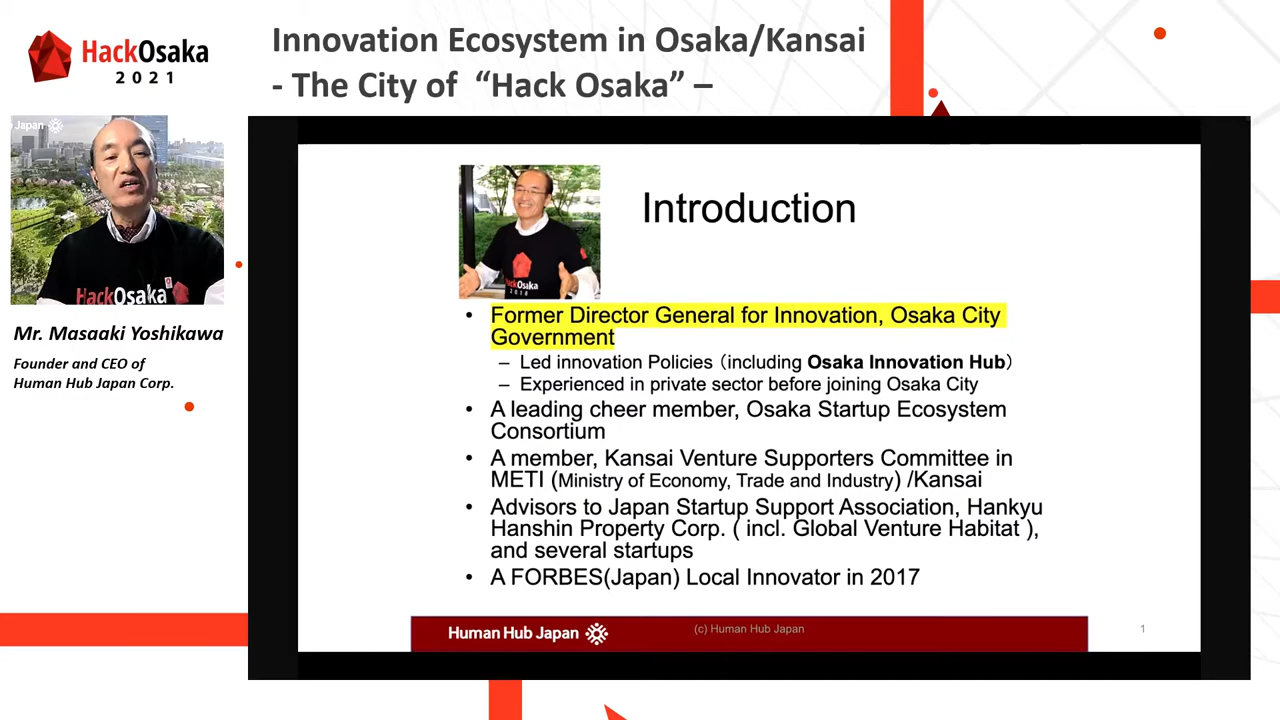 HackOsaka
2021
Innovation Ecosystem in Osaka/Kansai
- The City of “Hack Osaka” –
Japan
HackOsaka
Mr. Masaaki Yoshikawa
Founder and CEO of
Human Hub Japan Corp.
Introduction
HackOsaka
2016
• Former Director General for Innovation, Osaka City
Government
– Led innovation Policies（including Osaka Innovation Hub）
– Experienced in private sector before joining Osaka City
• A leading cheer member, Osaka Startup Ecosystem
Consortium
• A member, Kansai Venture Supporters Committee in
METI (Ministry of Economy, Trade and Industry) /Kansai
• Advisors to Japan Startup Support Association, Hankyu
Hanshin Property Corp. ( incl. Global Venture Habitat ),
and several startups
• A FORBES(Japan) Local Innovator in 2017
Human Hub Japan
(c) Human Hub Japan
1